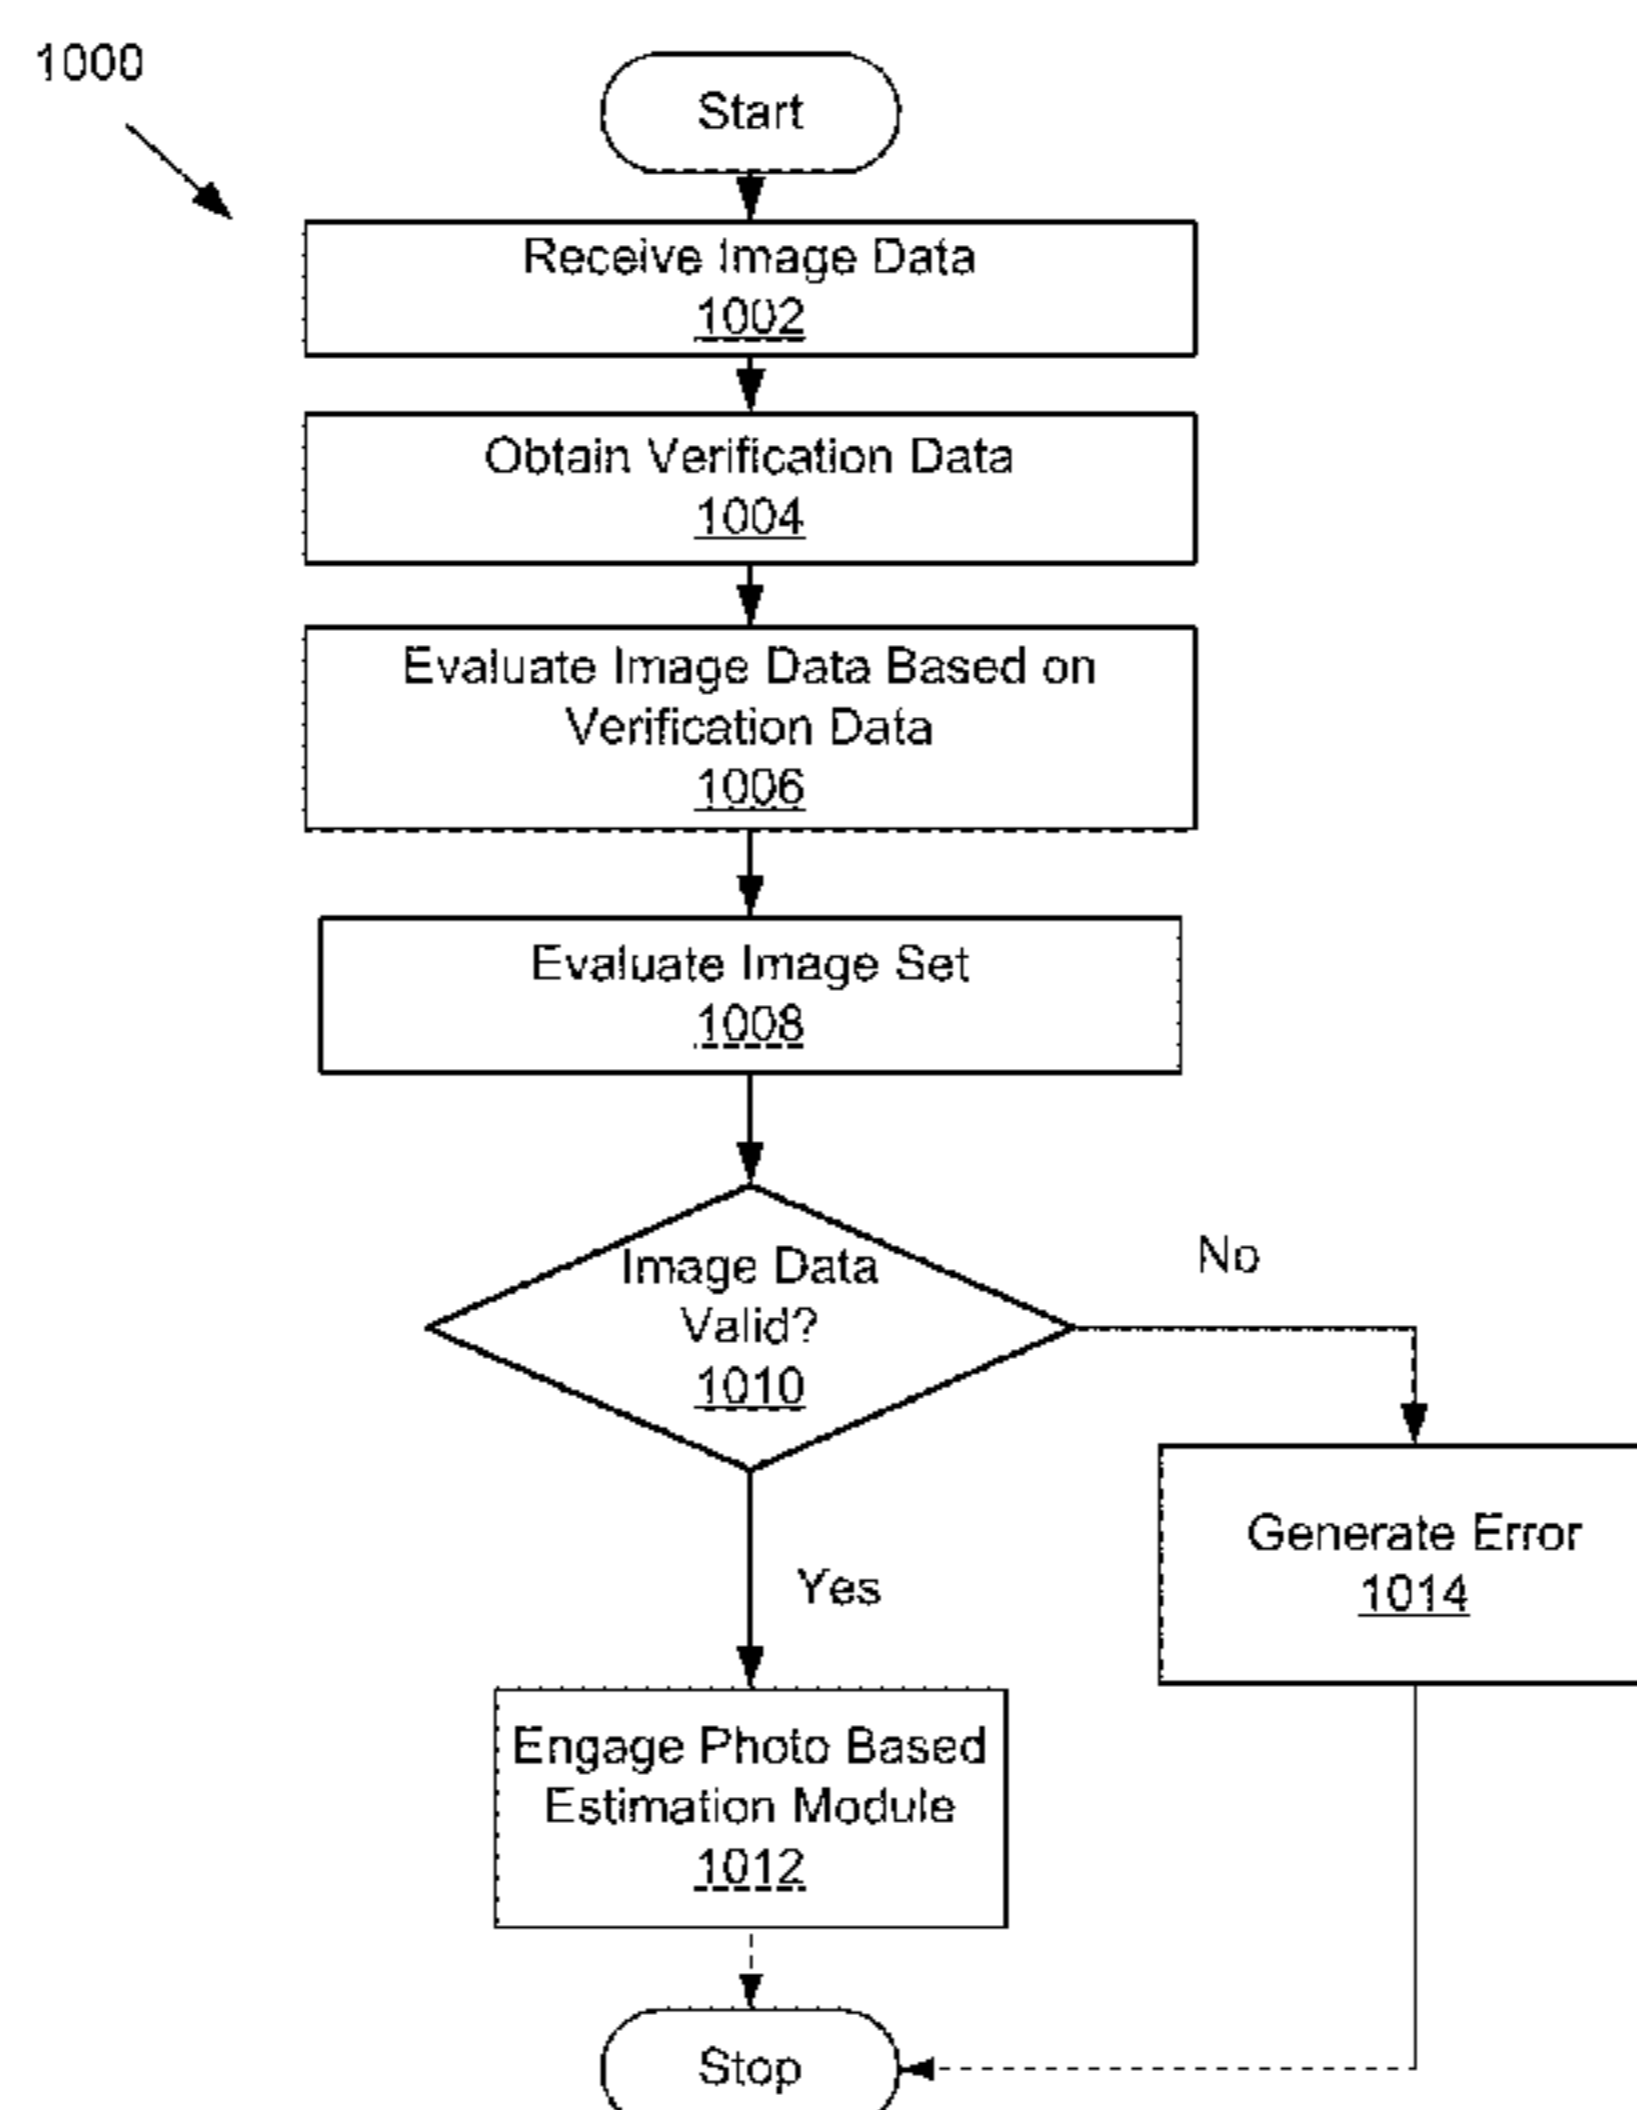 1000
Start
Receive Image Data
1002
Obtain Verification Data
1004
Evaluate Image Data Based on
Verification Data
1006
Evaluate Image Set
1008
Image Data
Valid?
1010
No
Yes
Generate Error
1014
Engage Photo Based
Estimation Module
1012
Stop